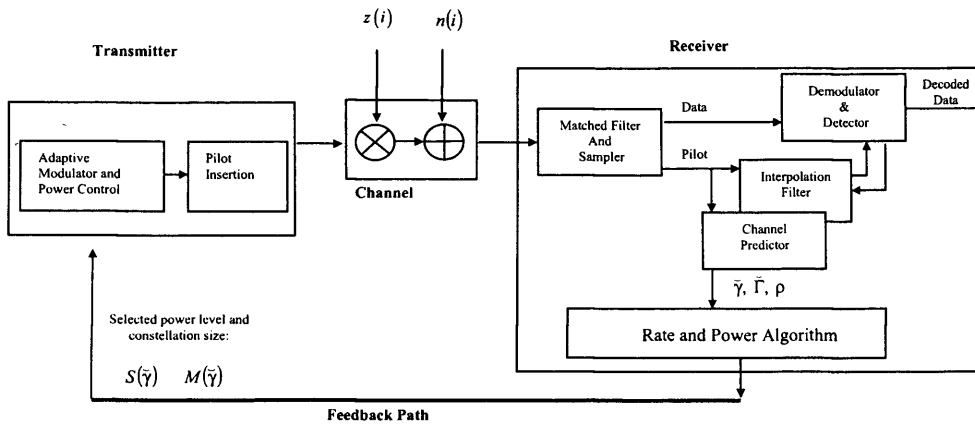 z(i)
n(i)
Transmitter
Receiver
Adaptive
Modulator and
Power Control
Pilot
Insertion
Channel
Matched Filter
And
Sampler
Data
Pilot
Demodulator
&
Detector
Decoded
Data
Interpolation
Filter
Channel
Predictor
γ̆, Γ̆, ρ
Rate and Power Algorithm
Selected power level and
constellation size:
S(γ̆) M(γ̆)
Feedback Path